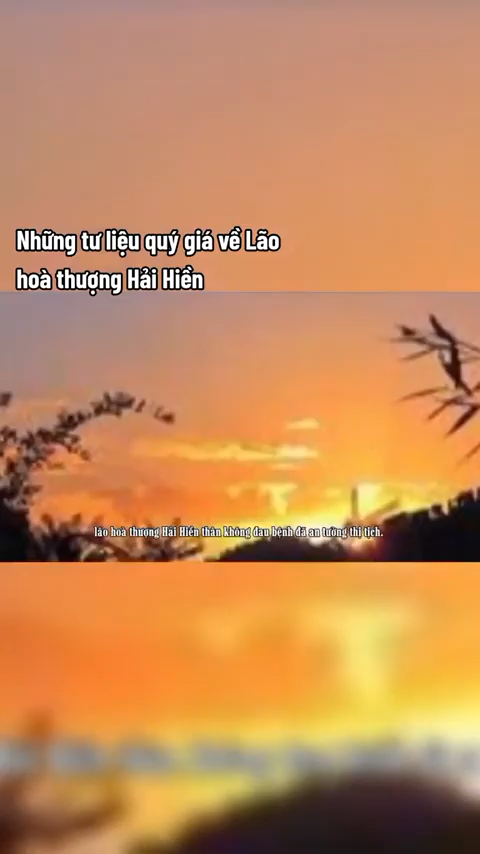 Những tư liệu quý giá về Lão
hoà thượng Hải Hiền
lão hoà thượng Hải Hiền thân không đau bệnh đã an tường thị tịch.